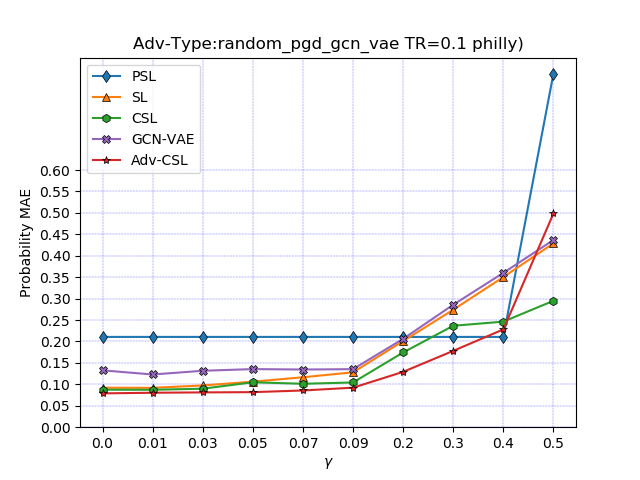 Adv-Type:random_pgd_gcn_vae TR=0.1 philly)
PSL
SL
CSL
GCN-VAE
Adv-CSL
Probability MAE
0.60
0.55
0.50
0.45
0.40
0.35
0.30
0.25
0.20
0.15
0.10
0.05
0.00
0.0 0.01 0.03 0.05 0.07 0.09 0.2 0.3 0.4 0.5
γ